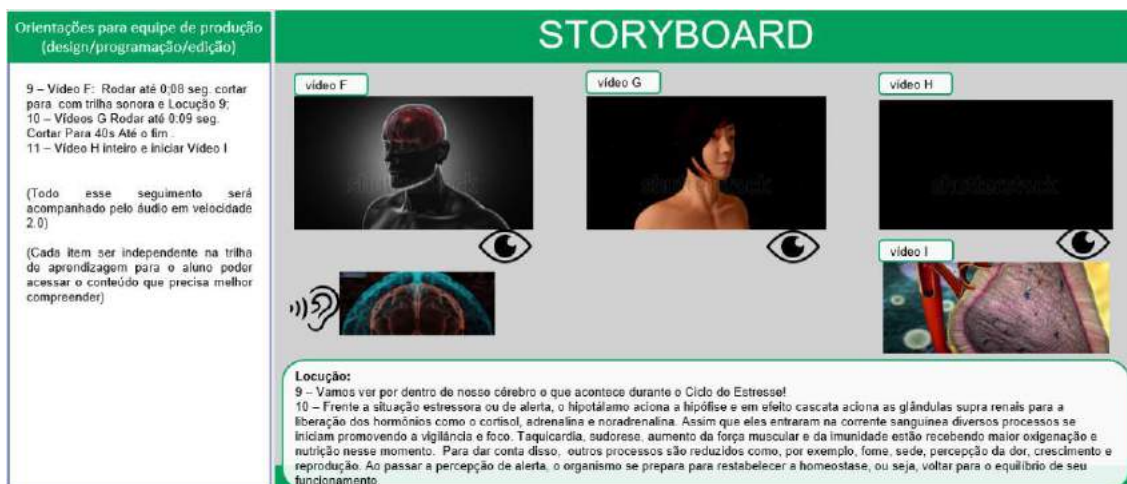 Orientações para equipe de produção
(design/programação/edição)
9 – Vídeo F: Rodar até 0;08 seg. cortar
para com trilha sonora e Locução 9;
10 – Vídeos G Rodar até 0:09 seg.
Cortar Para 40s Até o fim .
11 – Vídeo H inteiro e iniciar Vídeo I
(Todo esse seguimento será
acompanhado pelo áudio em velocidade
2.0)
(Cada item ser independente na trilha
de aprendizagem para o aluno poder
acessar o conteúdo que precisa melhor
compreender)
STORYBOARD
vídeo F
vídeo G
vídeo H
shutterstock
shutterstock
shutterstock
vídeo I
Locução:
9 – Vamos ver por dentro de nosso cérebro o que acontece durante o Ciclo do Estresse!
10 – Frente a situação estressora ou de alerta, o hipotálamo aciona a hipófise e em efeito cascata aciona as glândulas supra renais para a
liberação dos hormônios como o cortisol, adrenalina e noradrenalina. Assim que eles entraram na corrente sanguínea diversos processos se
iniciam promovendo a vigilância e foco. Taquicardia, sudorese, aumento da força muscular e da imunidade estão recebendo maior oxigenação e
nutrição nesse momento. Para dar conta disso, outros processos são reduzidos como, por exemplo, fome, sede, percepção da dor, crescimento e
reprodução. Ao passar a percepção de alerta, o organismo se prepara para restabelecer a homeostase, ou seja, voltar para o equilíbrio de seu
funcionamento.